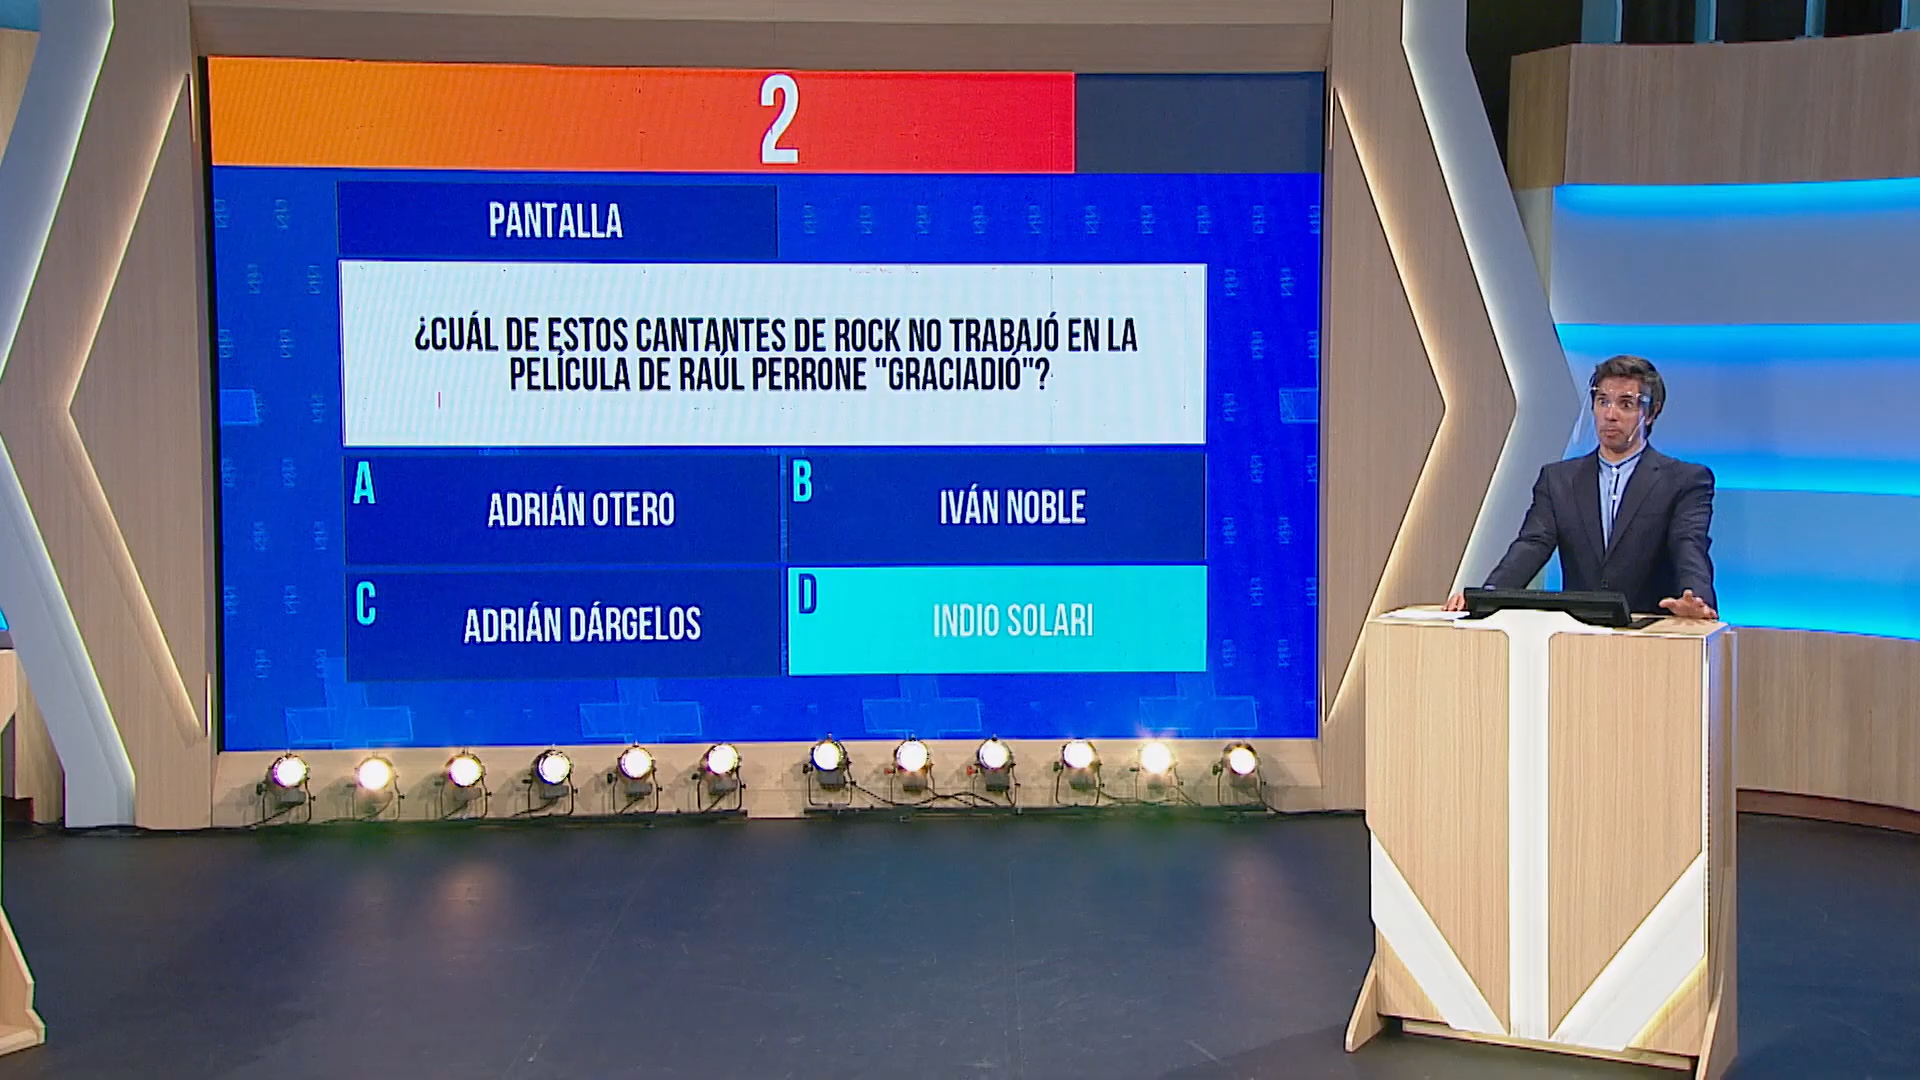 2
PANTALLA
¿CUÁL DE ESTOS CANTANTES DE ROCK NO TRABAJÓ EN LA
PELÍCULA DE RAÚL PERRONE "GRACIADIÓ"?
A
ADRIÁN OTERO
B
IVÁN NOBLE
C
ADRIÁN DÁRGELOS
D
INDIO SOLARI